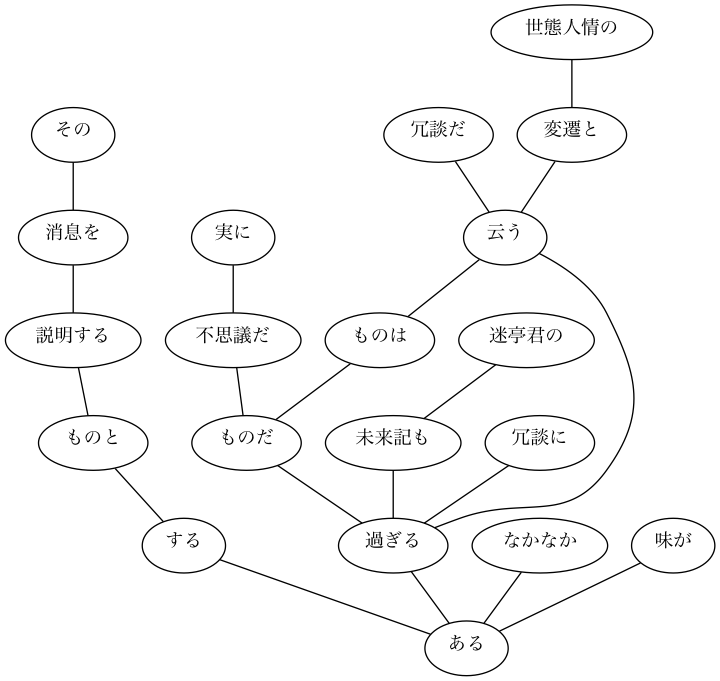 世態人情の
その
冗談だ
変遷と
消息を
実に
云う
説明する
不思議だ
ものは
迷亭君の
ものと
ものだ
未来記も
冗談に
する
過ぎる
なかなか
味が
ある